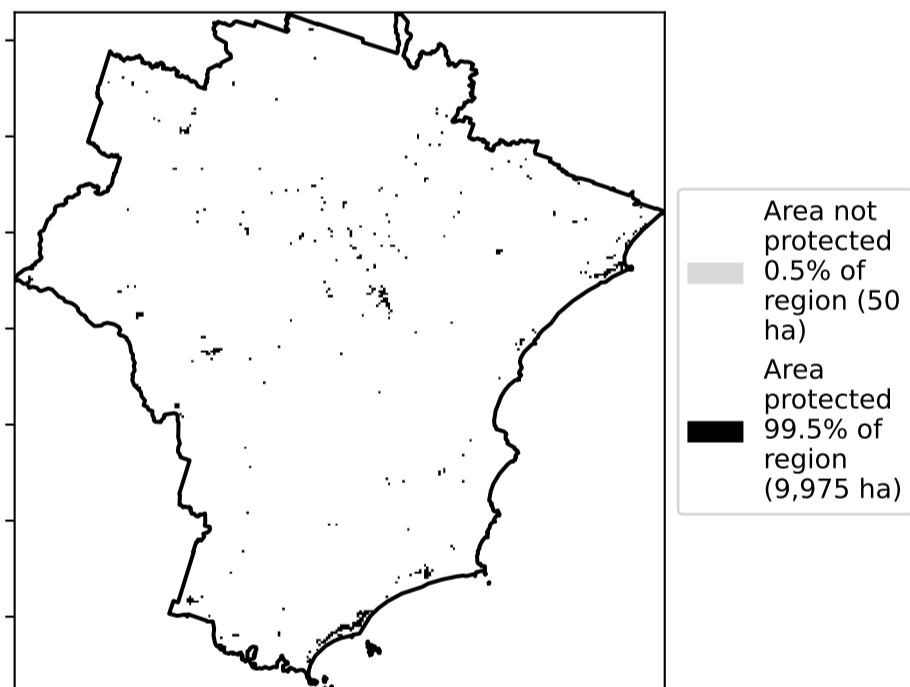 Area not
protected
0.5% of
region (50
ha)
Area
protected
99.5% of
region
(9,975 ha)